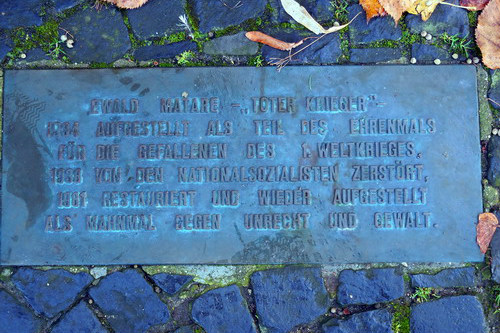 EWALD MATARÉ -„TOTER KRIEGER"-
1934 AUFGESTELLT ALS TEIL DES EHRENMALS
FÜR DIE GEFALLENEN DES 1. WELTKRIEGES,
1938 VON DEN NATIONALSOZIALISTEN ZERSTÖRT,
1981 RESTAURIERT UND WIEDER AUFGESTELLT
ALS MAHNMAL GEGEN UNRECHT UND GEWALT.